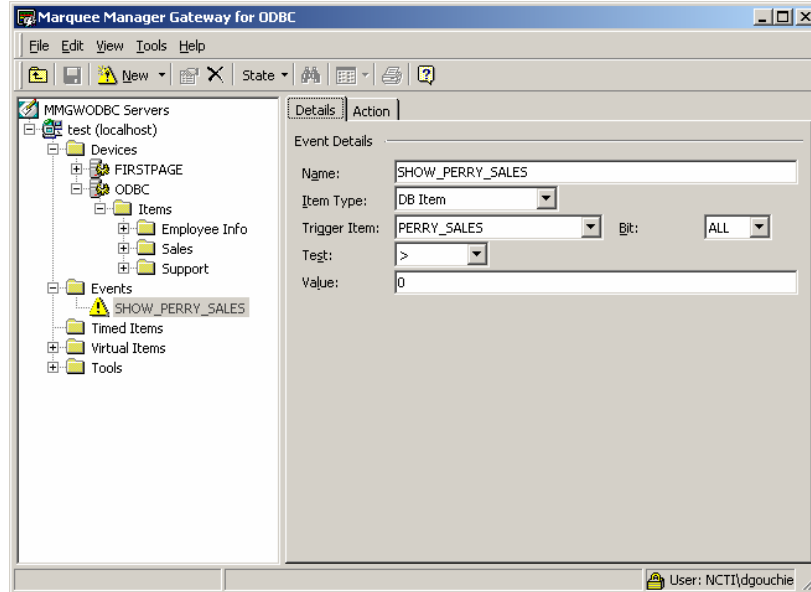 Marquee Manager Gateway for ODBC
File Edit View Tools Help
New State
MMGWODBC Servers
test (localhost)
Devices
FIRSTPAGE
ODBC
Items
Employee Info
Sales
Support
Events
SHOW_PERRY_SALES
Timed Items
Virtual Items
Tools
Details Action
Event Details
Name: SHOW_PERRY_SALES
Item Type: DB Item
Trigger Item: PERRY_SALES Bit: ALL
Test: >
Value: 0
User: NCTI\dgouchie